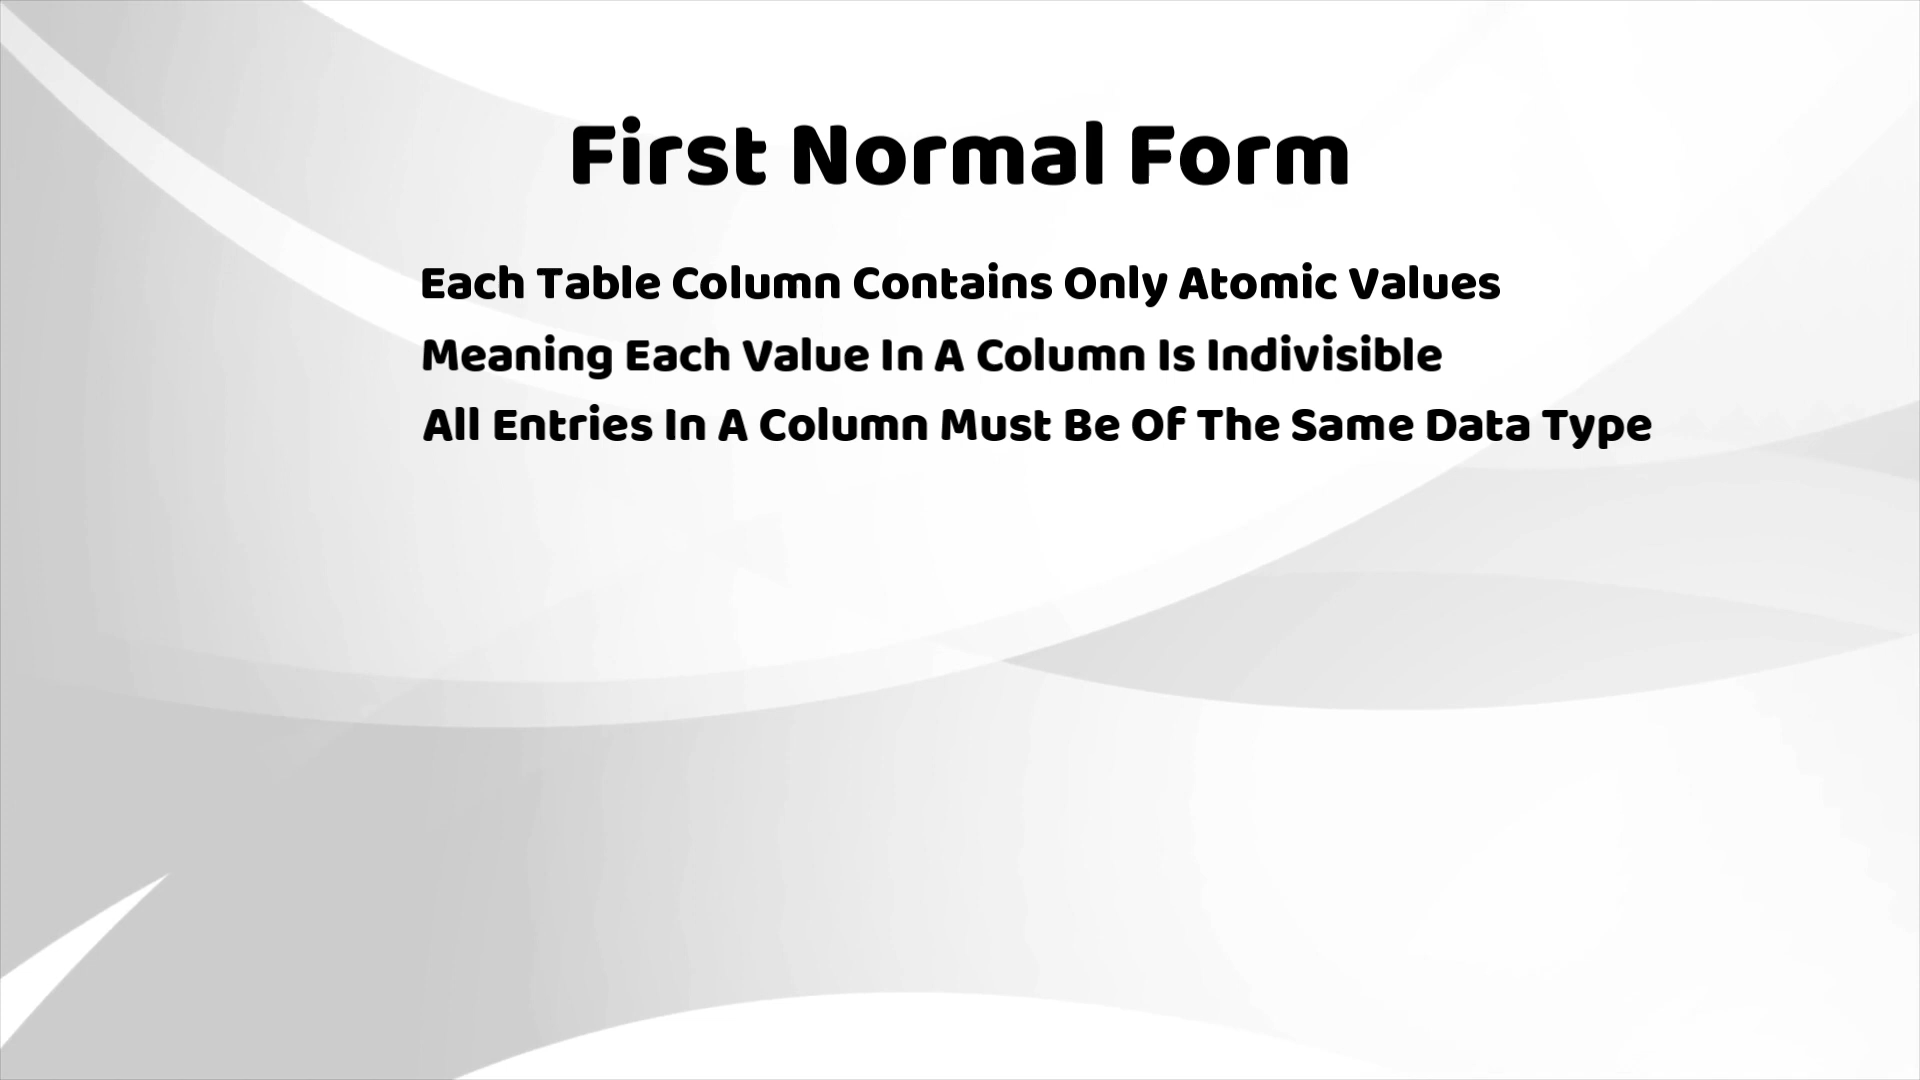 First Normal Form
Each Table Column Contains Only Atomic Values
Meaning Each Value In A Column Is Indivisible
All Entries In A Column Must Be Of The Same Data Type